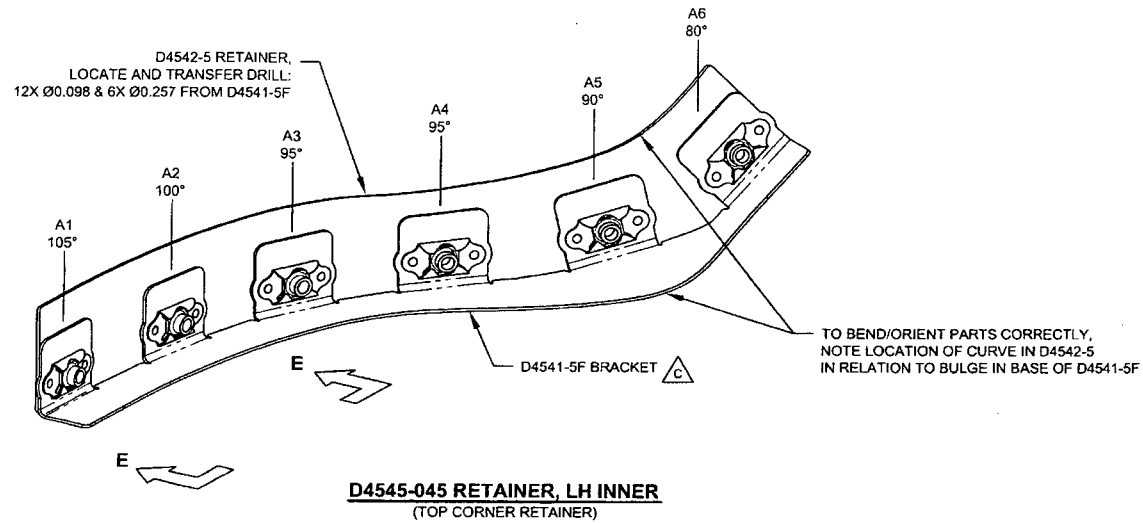 A6
80°
D4542-5 RETAINER,
LOCATE AND TRANSFER DRILL:
12X Ø0.098 & 6X Ø0.257 FROM D4541-5F
A5
90°
A4
95°
A3
95°
A2
100°
A1
105°
TO BEND/ORIENT PARTS CORRECTLY,
NOTE LOCATION OF CURVE IN D4542-5
IN RELATION TO BULGE IN BASE OF D4541-5F
E
D4541-5F BRACKET
C
E
D4545-045 RETAINER, LH INNER
(TOP CORNER RETAINER)